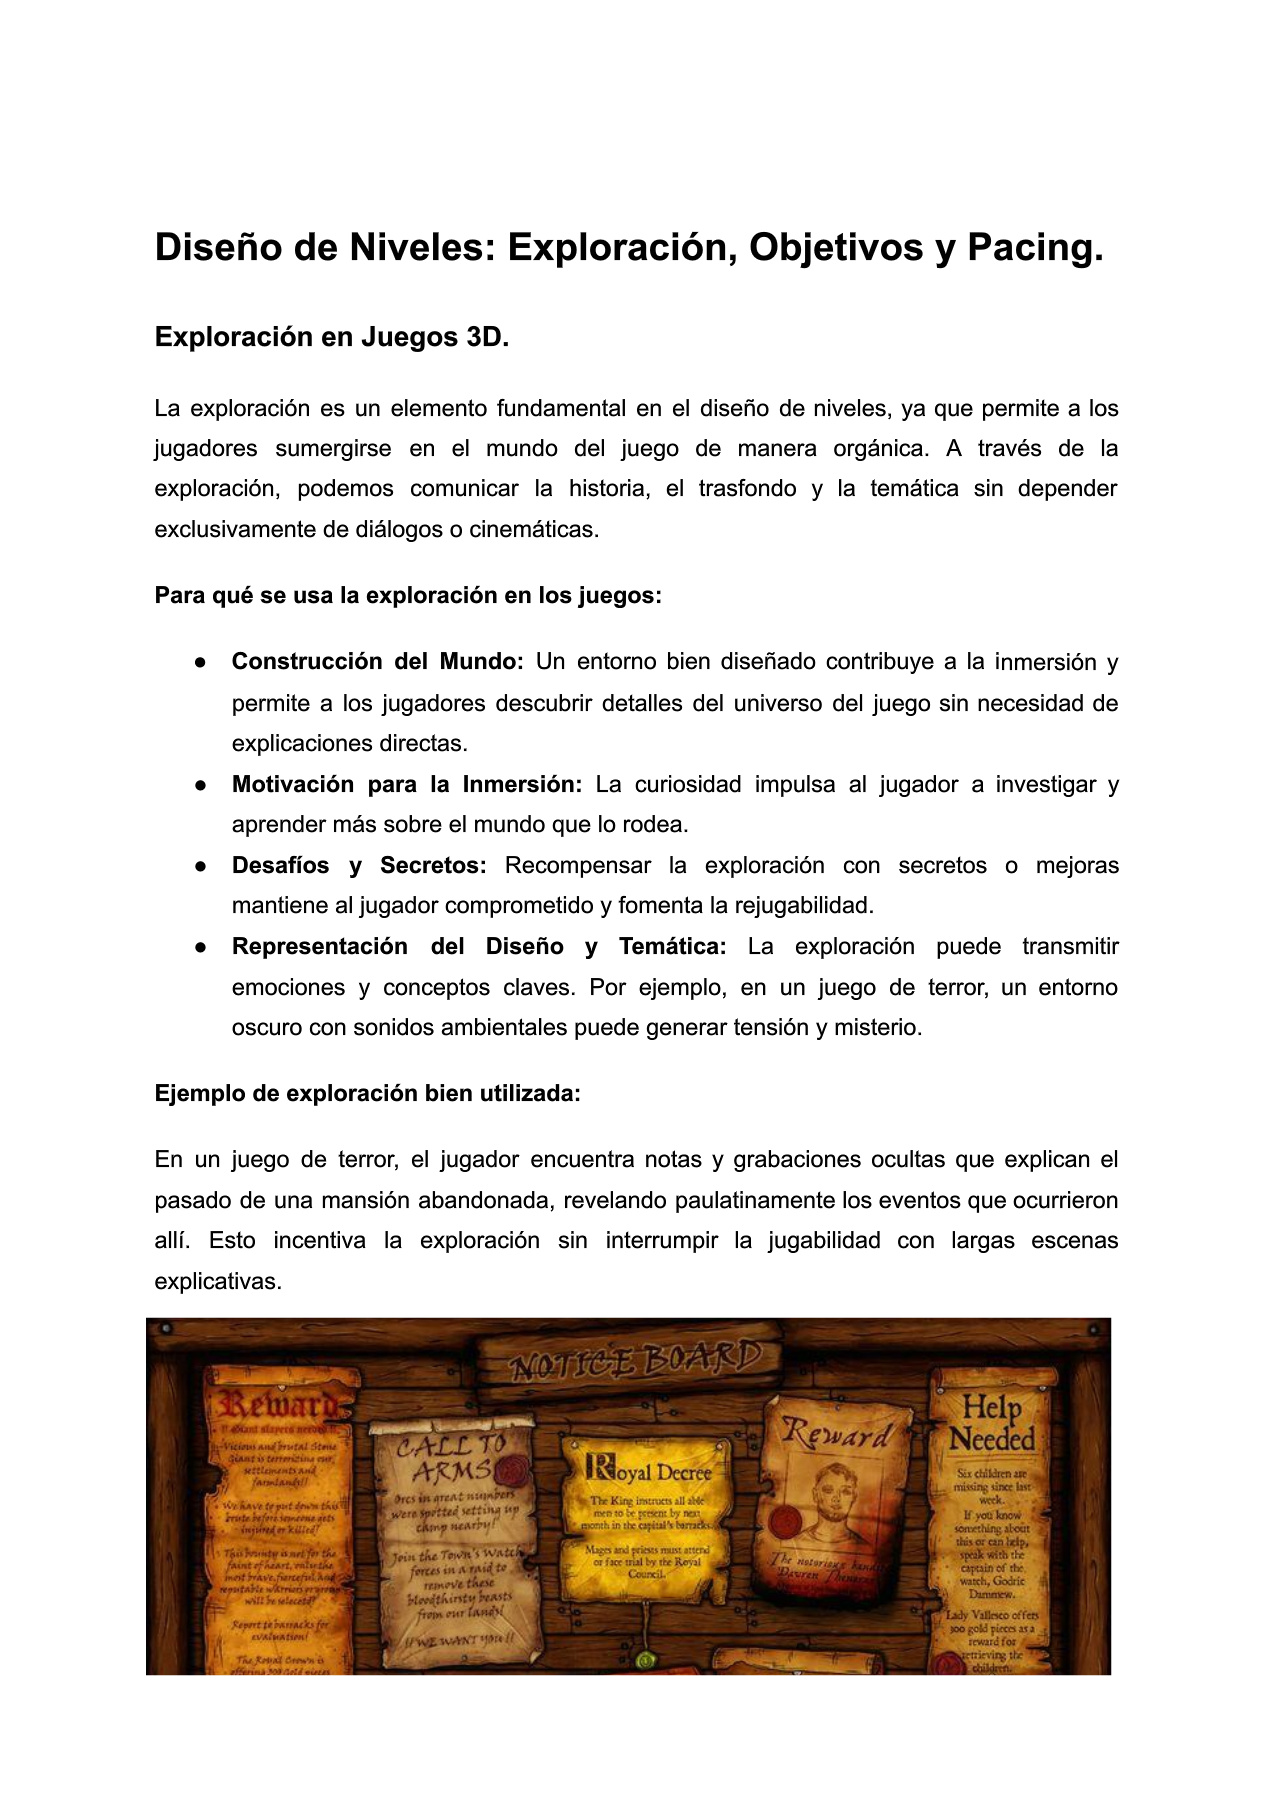 Diseño de Niveles: Exploración, Objetivos y Pacing.
Exploración en Juegos 3D.
La exploración es un elemento fundamental en el diseño de niveles, ya que permite a los
jugadores sumergirse en el mundo del juego de manera orgánica. A través de la
exploración, podemos comunicar la historia, el trasfondo y la temática sin depender
exclusivamente de diálogos o cinemáticas.
Para qué se usa la exploración en los juegos:
● Construcción del Mundo: Un entorno bien diseñado contribuye a la inmersión y
permite a los jugadores descubrir detalles del universo del juego sin necesidad de
explicaciones directas.
● Motivación para la Inmersión: La curiosidad impulsa al jugador a investigar y
aprender más sobre el mundo que lo rodea.
● Desafíos y Secretos: Recompensar la exploración con secretos o mejoras
mantiene al jugador comprometido y fomenta la rejugabilidad.
● Representación del Diseño y Temática: La exploración puede transmitir
emociones y conceptos claves. Por ejemplo, en un juego de terror, un entorno
oscuro con sonidos ambientales puede generar tensión y misterio.
Ejemplo de exploración bien utilizada:
En un juego de terror, el jugador encuentra notas y grabaciones ocultas que explican el
pasado de una mansión abandonada, revelando paulatinamente los eventos que ocurrieron
allí. Esto incentiva la exploración sin interrumpir la jugabilidad con largas escenas
explicativas.
NOTICE BOARD
Reward
Giant slayers needed
Vicious and brutal Stone
Giant is terrorizing our
settlements and
farmlands!!
We have to put down this
brute before someone gets
injured or killed!
This bounty is not for the
faint of heart, only the
most brave, fierceful, and
reputable warriors or group
will be selected!
Report to barracks for
evaluation!
The Royal Crown is
offering 300 Gold pieces
CALL TO
ARMS
Orcs in great numbers
were spotted setting up
camp nearby!
Join the Town's Watch
forces in a raid to
remove these
bloodthirsty beasts
from our lands!
!! WE WANT YOU !!
Royal Decree
The King instructs all able
men to be present by next
month in the capital's barracks.
Mages and priests must attend
or face trial by the Royal
Council.
Reward
The notorious bandit
Help
Needed
Six children are
missing since last
week.
If you know
something about
this or can help,
speak with the
captain of the
watch, Godric
Dammew.
Lady Vallesco offers
300 gold pieces as a
reward for
retrieving the
children.